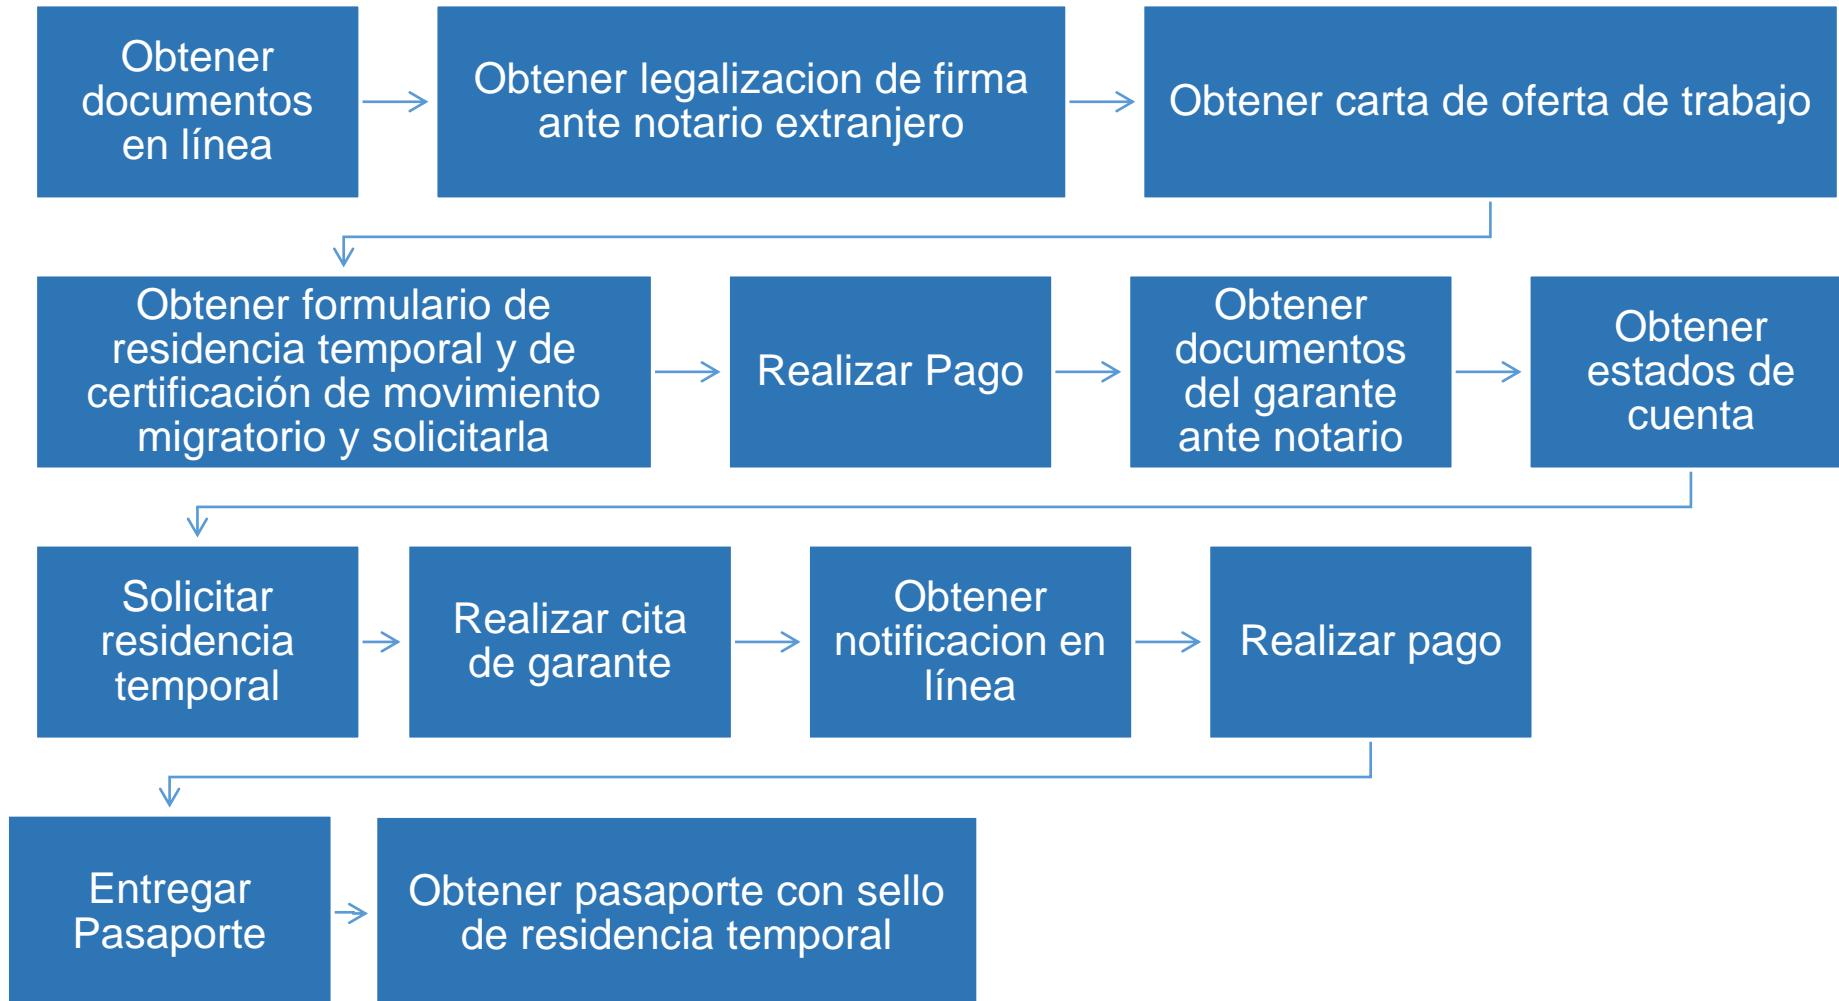 Obtener
documentos
en línea
Obtener legalizacion de firma
ante notario extranjero
Obtener carta de oferta de trabajo
Obtener formulario de
residencia temporal y de
certificación de movimiento
migratorio y solicitarla
Realizar Pago
Obtener
documentos
del garante
ante notario
Obtener
estados de
cuenta
Solicitar
residencia
temporal
Realizar cita
de garante
Obtener
notificacion en
línea
Realizar pago
Entregar
Pasaporte
Obtener pasaporte con sello
de residencia temporal